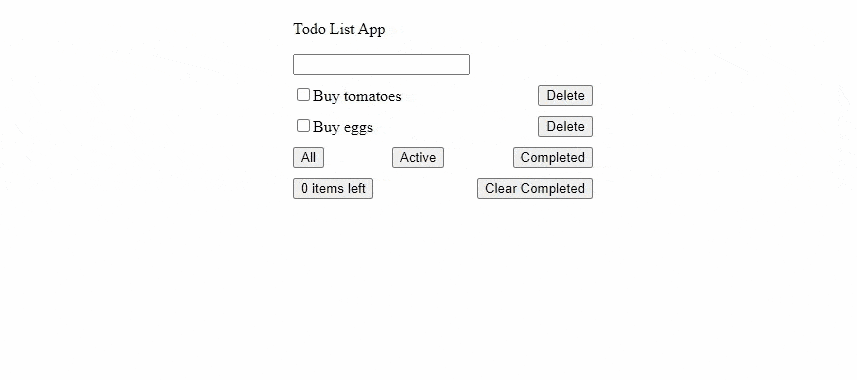 Todo List App
Buy tomatoes Delete
Buy eggs Delete
All Active Completed
0 items left Clear Completed